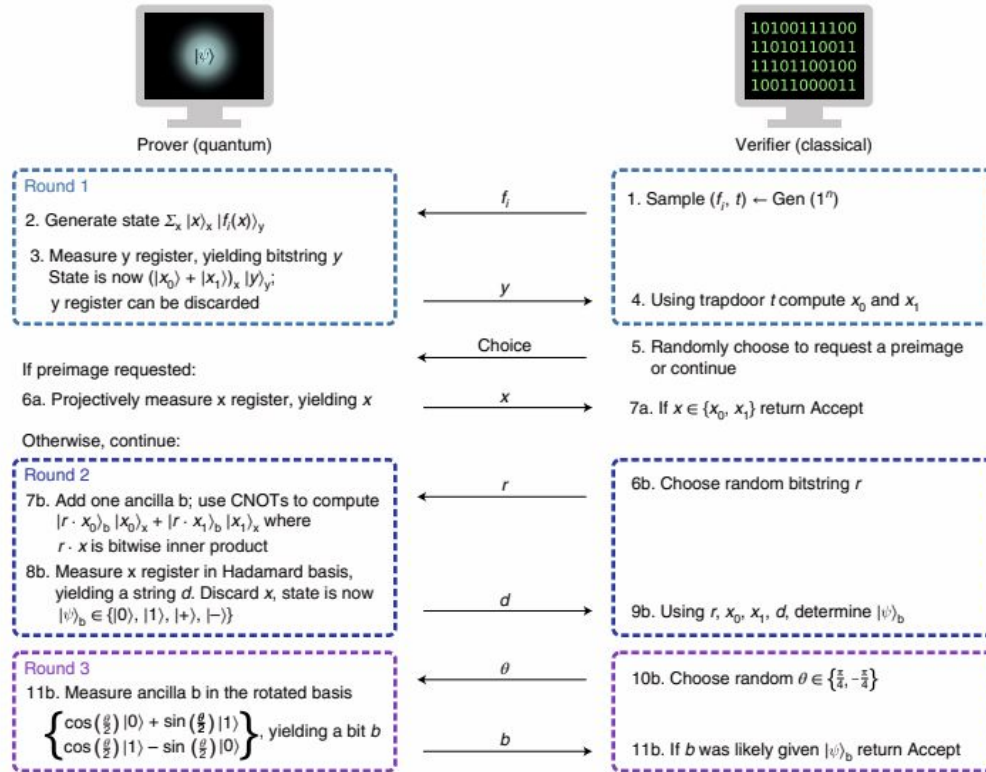 |ψ⟩
10100111100
11010110011
11101100100
10011000011
Prover (quantum)
Verifier (classical)
Round 1
2. Generate state Σₓ |x⟩ₓ |fᵢ(x)⟩ᵧ
3. Measure y register, yielding bitstring y
State is now (|x₀⟩ + |x₁⟩)ₓ |y⟩ᵧ;
y register can be discarded
fᵢ
y
1. Sample (fᵢ, t) ← Gen (1ⁿ)
4. Using trapdoor t compute x₀ and x₁
Choice
5. Randomly choose to request a preimage
or continue
If preimage requested:
6a. Projectively measure x register, yielding x
x
7a. If x ∈ {x₀, x₁} return Accept
Otherwise, continue:
Round 2
7b. Add one ancilla b; use CNOTs to compute
|r · x₀⟩b |x₀⟩ₓ + |r · x₁⟩b |x₁⟩ₓ where
r · x is bitwise inner product
8b. Measure x register in Hadamard basis,
yielding a string d. Discard x, state is now
|ψ⟩b ∈ {|0⟩, |1⟩, |+⟩, |−⟩}
r
d
6b. Choose random bitstring r
9b. Using r, x₀, x₁, d, determine |ψ⟩b
Round 3
11b. Measure ancilla b in the rotated basis
{cos(θ/2) |0⟩ + sin(θ/2) |1⟩
cos(θ/2) |1⟩ − sin(θ/2) |0⟩}, yielding a bit b
θ
b
10b. Choose random θ ∈ {π/4, −π/4}
11b. If b was likely given |ψ⟩b return Accept